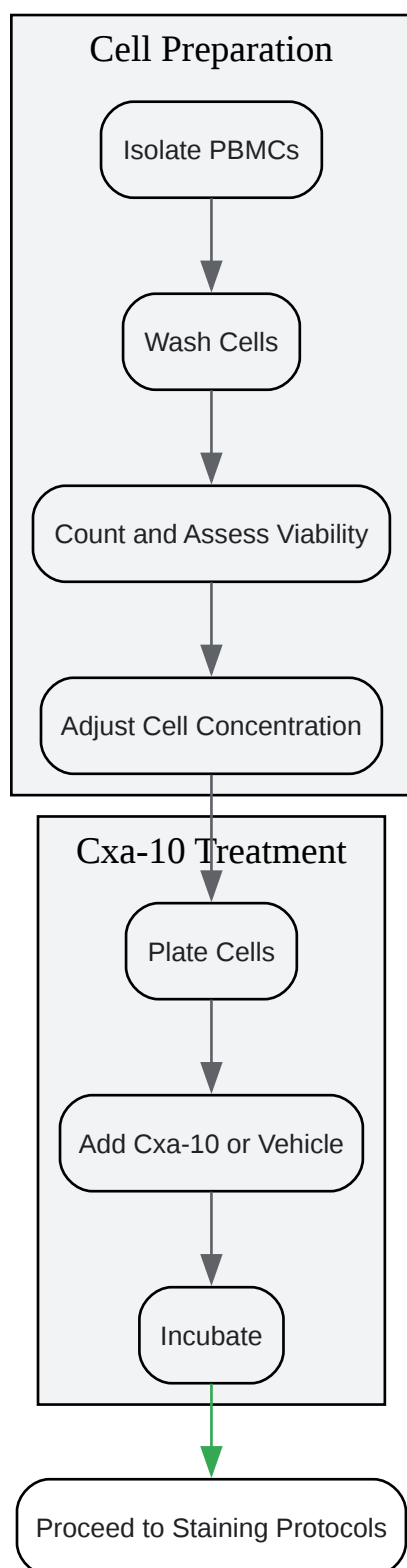 Cell Preparation
Isolate PBMCs
Wash Cells
Count and Assess Viability
Adjust Cell Concentration
Cxa-10 Treatment
Plate Cells
Add Cxa-10 or Vehicle
Incubate
Proceed to Staining Protocols